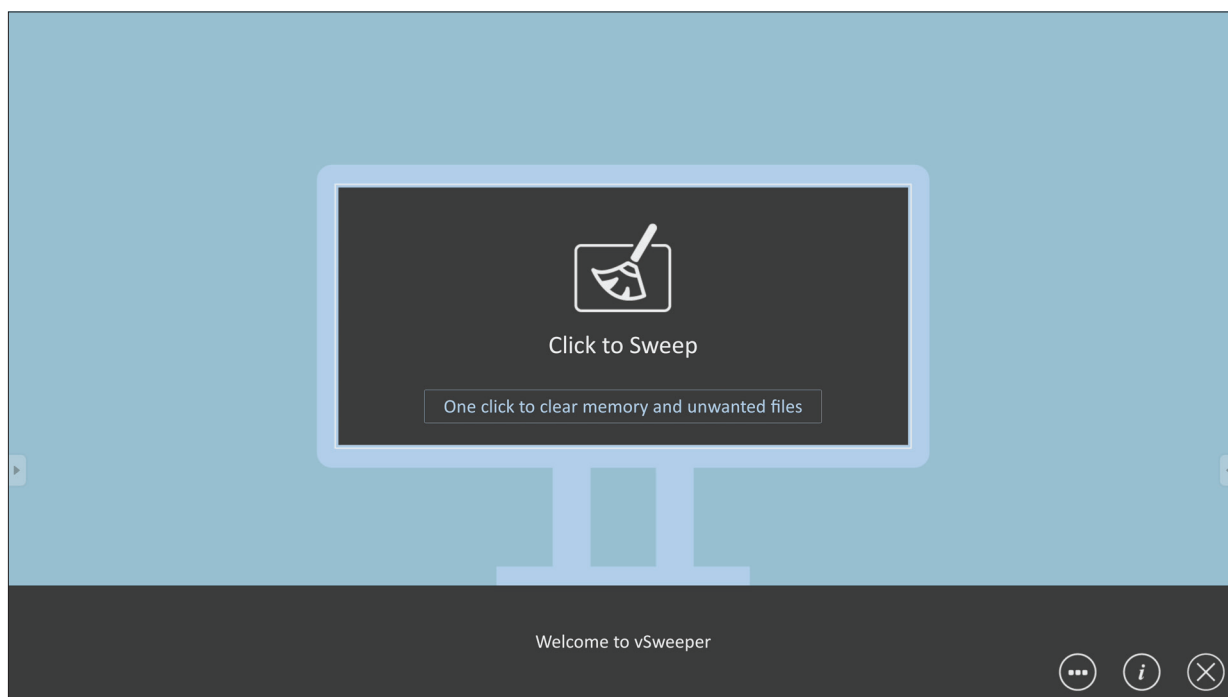 Click to Sweep
One click to clear memory and unwanted files
Welcome to vSweeper
i